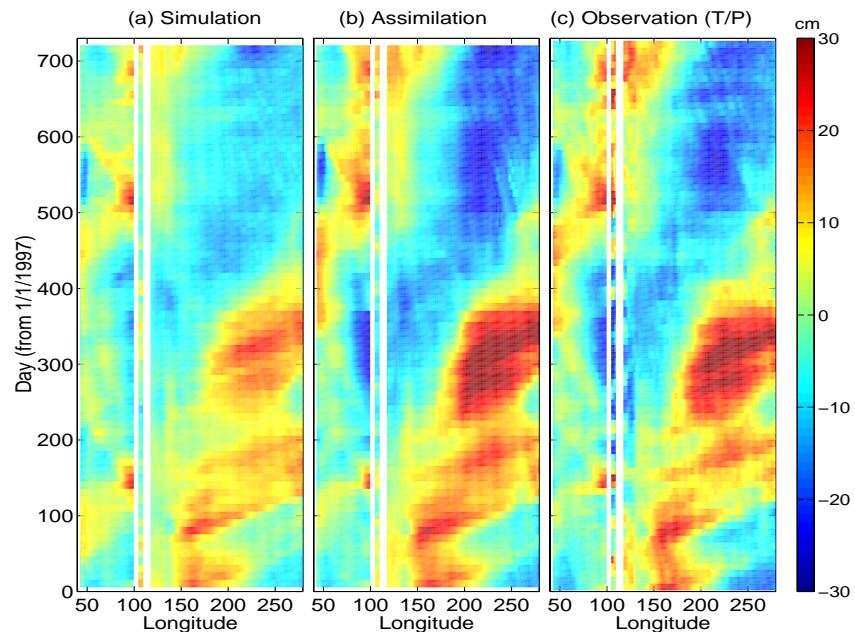 (a) Simulation
(b) Assimilation
(c) Observation (T/P)
cm
Day (from 1/1/1997)
700
600
500
400
300
200
100
0
50 100 150 200 250
Longitude
50 100 150 200 250
Longitude
50 100 150 200 250
Longitude
30
20
10
0
−10
−20
−30